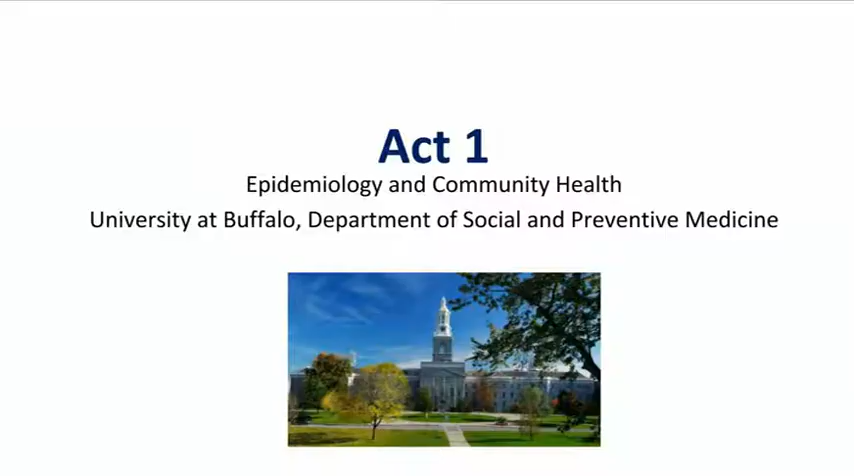 Act 1
Epidemiology and Community Health
University at Buffalo, Department of Social and Preventive Medicine